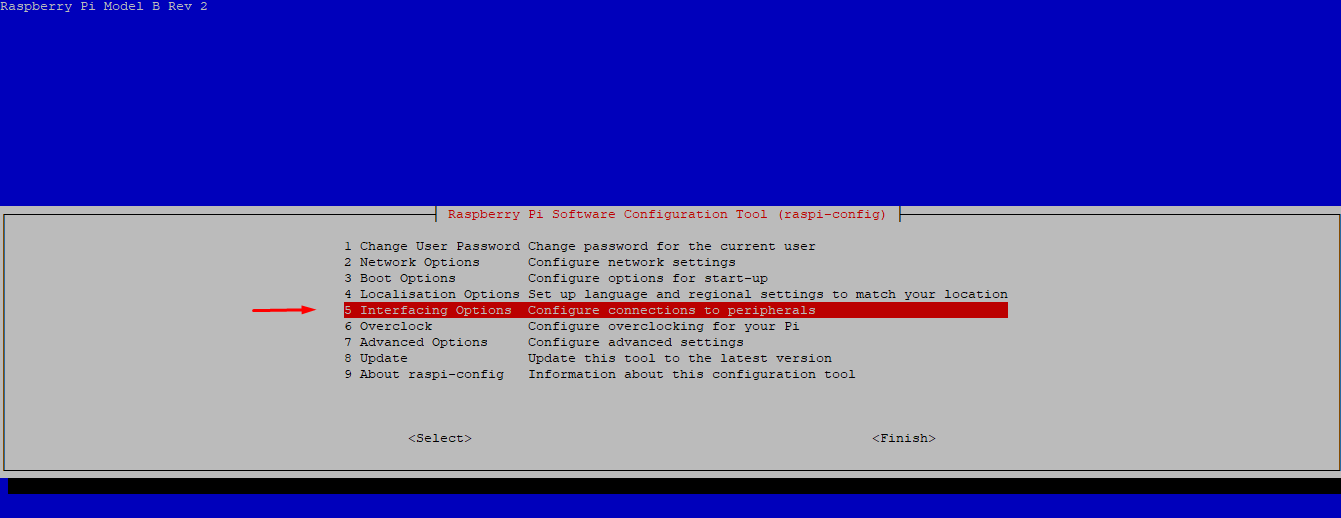 Raspberry Pi Model B Rev 2
Raspberry Pi Software Configuration Tool (raspi-config)
1 Change User Password Change password for the current user
2 Network Options Configure network settings
3 Boot Options Configure options for start-up
4 Localisation Options Set up language and regional settings to match your location
5 Interfacing Options Configure connections to peripherals
6 Overclock Configure overclocking for your Pi
7 Advanced Options Configure advanced settings
8 Update Update this tool to the latest version
9 About raspi-config Information about this configuration tool
<Select> <Finish>